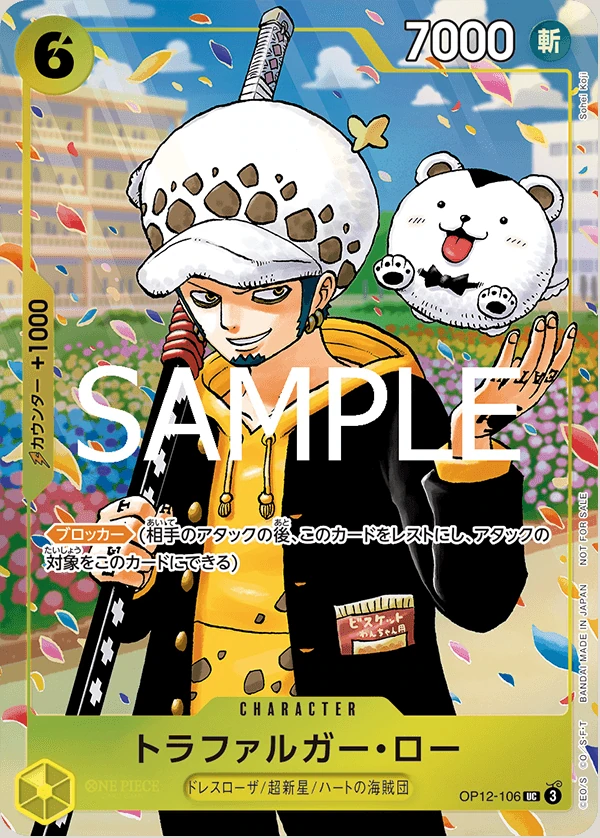 6
7000
斬
Sohei Koji
カウンター +1000
SAMPLE
ブロッカー (相手のアタックの後、このカードをレストにし、アタックの
対象をこのカードにできる)
ビスケット
わんちゃん用
NOT FOR SALE
BANDAI MADE IN JAPAN
©EO/S CO S・F・T
CHARACTER
トラファルガー・ロー
ONE PIECE
ドレスローザ/超新星/ハートの海賊団
OP12-106 UC 3